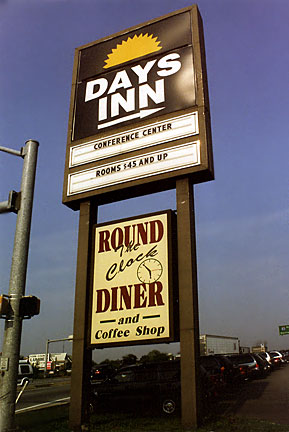 DAYS
INN
CONFERENCE CENTER
ROOMS $45 AND UP
ROUND
The
Clock
DINER
and
Coffee Shop